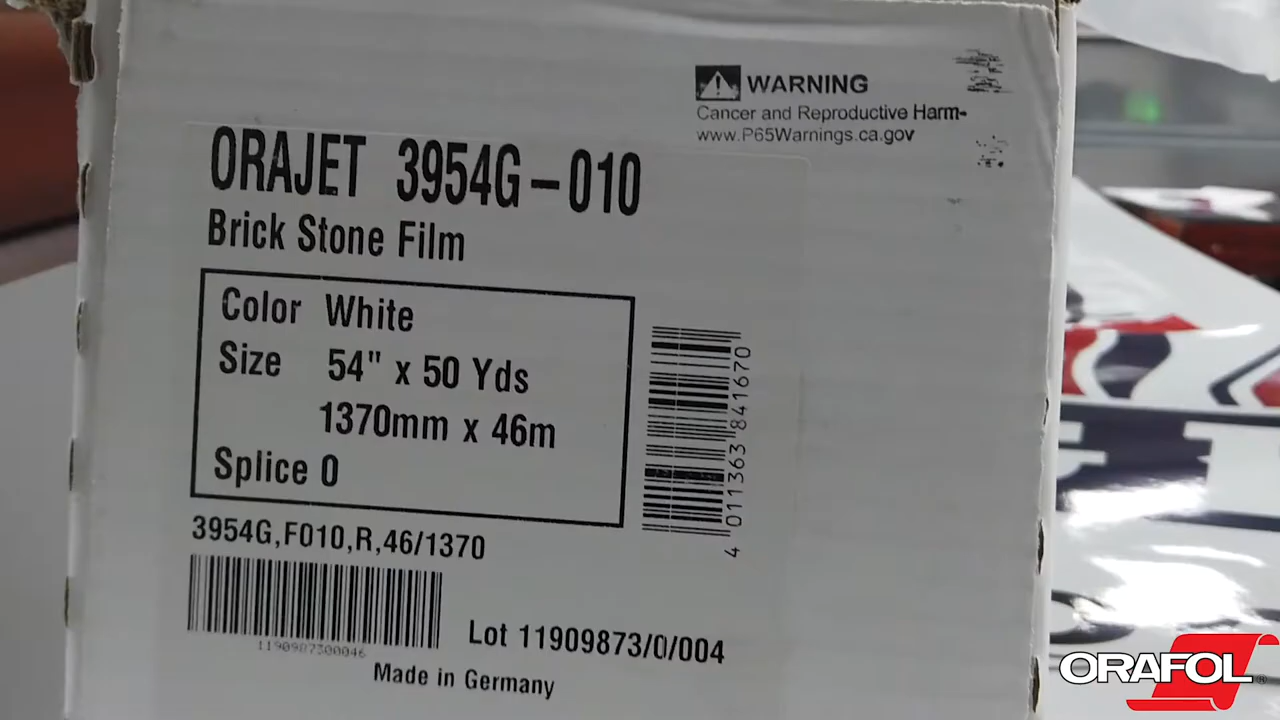 WARNING
Cancer and Reproductive Harm-
www.P65Warnings.ca.gov
ORAJET 3954G-010
Brick Stone Film
Color White
Size 54" x 50 Yds
1370mm x 46m
Splice 0
4 011363 841670
3954G,F010,R,46/1370
119098730004​6
Lot 11909873/0/004
Made in Germany
ORAFOL®